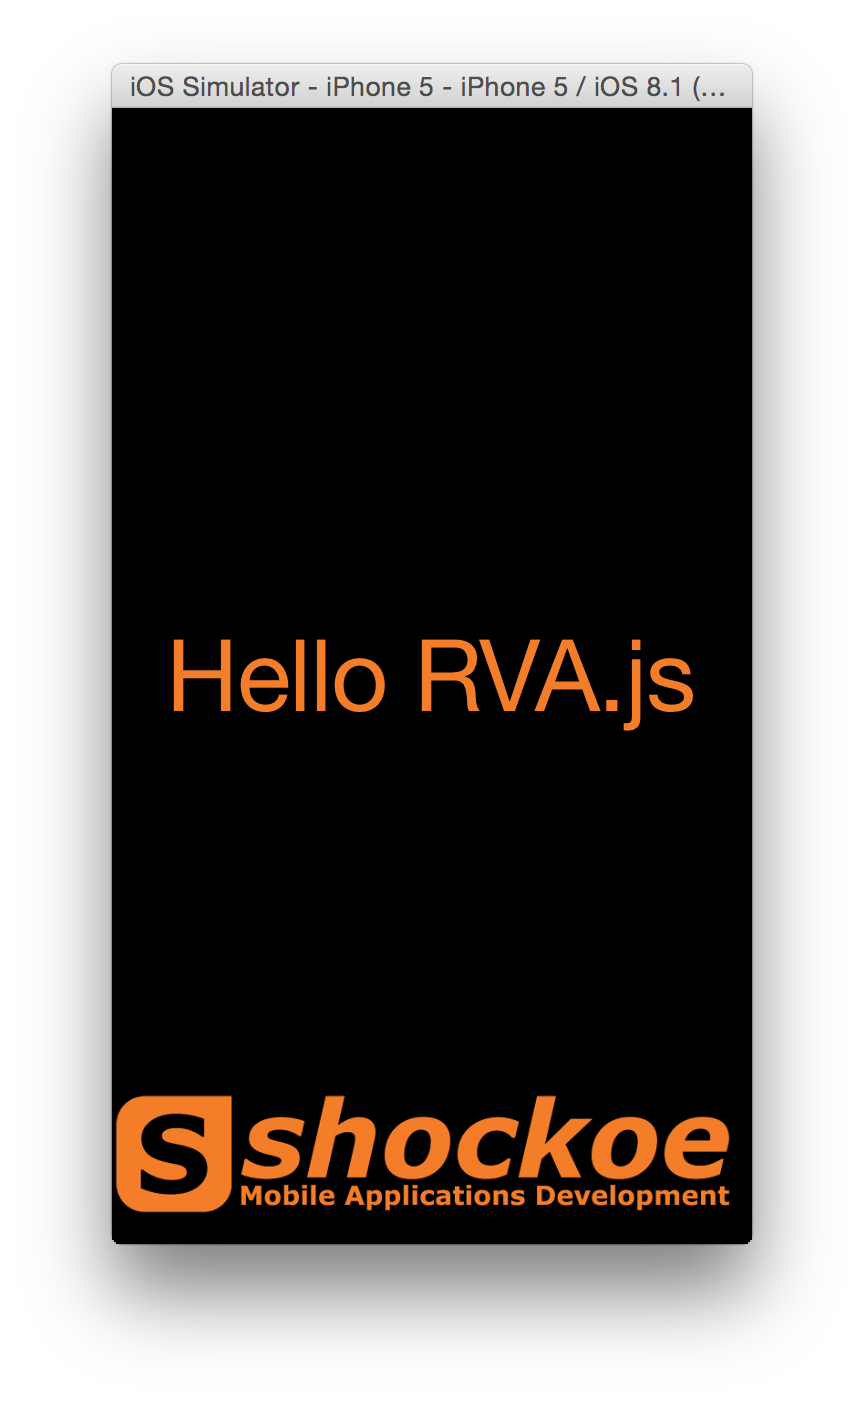 iOS Simulator - iPhone 5 - iPhone 5 / iOS 8.1 (...
Hello RVA.js
S shockoe
Mobile Applications Development